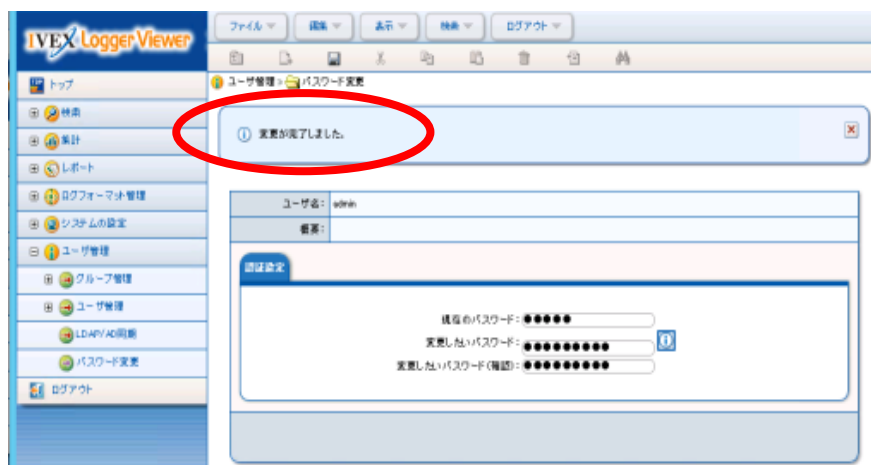 IVEX Logger Viewer
ファイル 編集 表示 検索 ログアウト
トップ
検索
集計
レポート
ログフォーマット管理
システムの設定
ユーザ管理
グループ管理
ユーザ管理
LDAP/AD同期
パスワード変更
ログアウト
ユーザ管理 > パスワード変更
変更が完了しました。
ユーザ名: admin
概要:
認証設定
現在のパスワード: ●●●●●
変更したいパスワード: ●●●●●●●●●
変更したいパスワード(確認): ●●●●●●●●●